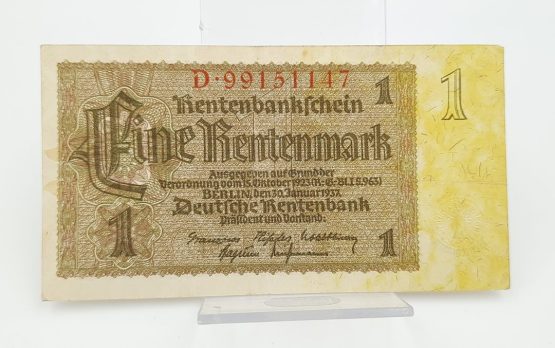 D·99151147
Rentenbankschein 1
1
Eine Rentenmark
Ausgegeben auf Grund der
Verordnung vom 15. Oktober 1923 (R.-G.-Bl. I S. 963)
BERLIN, den 30. Januar 1937
Deutsche Rentenbank
Präsident und Vorstand:
1
1